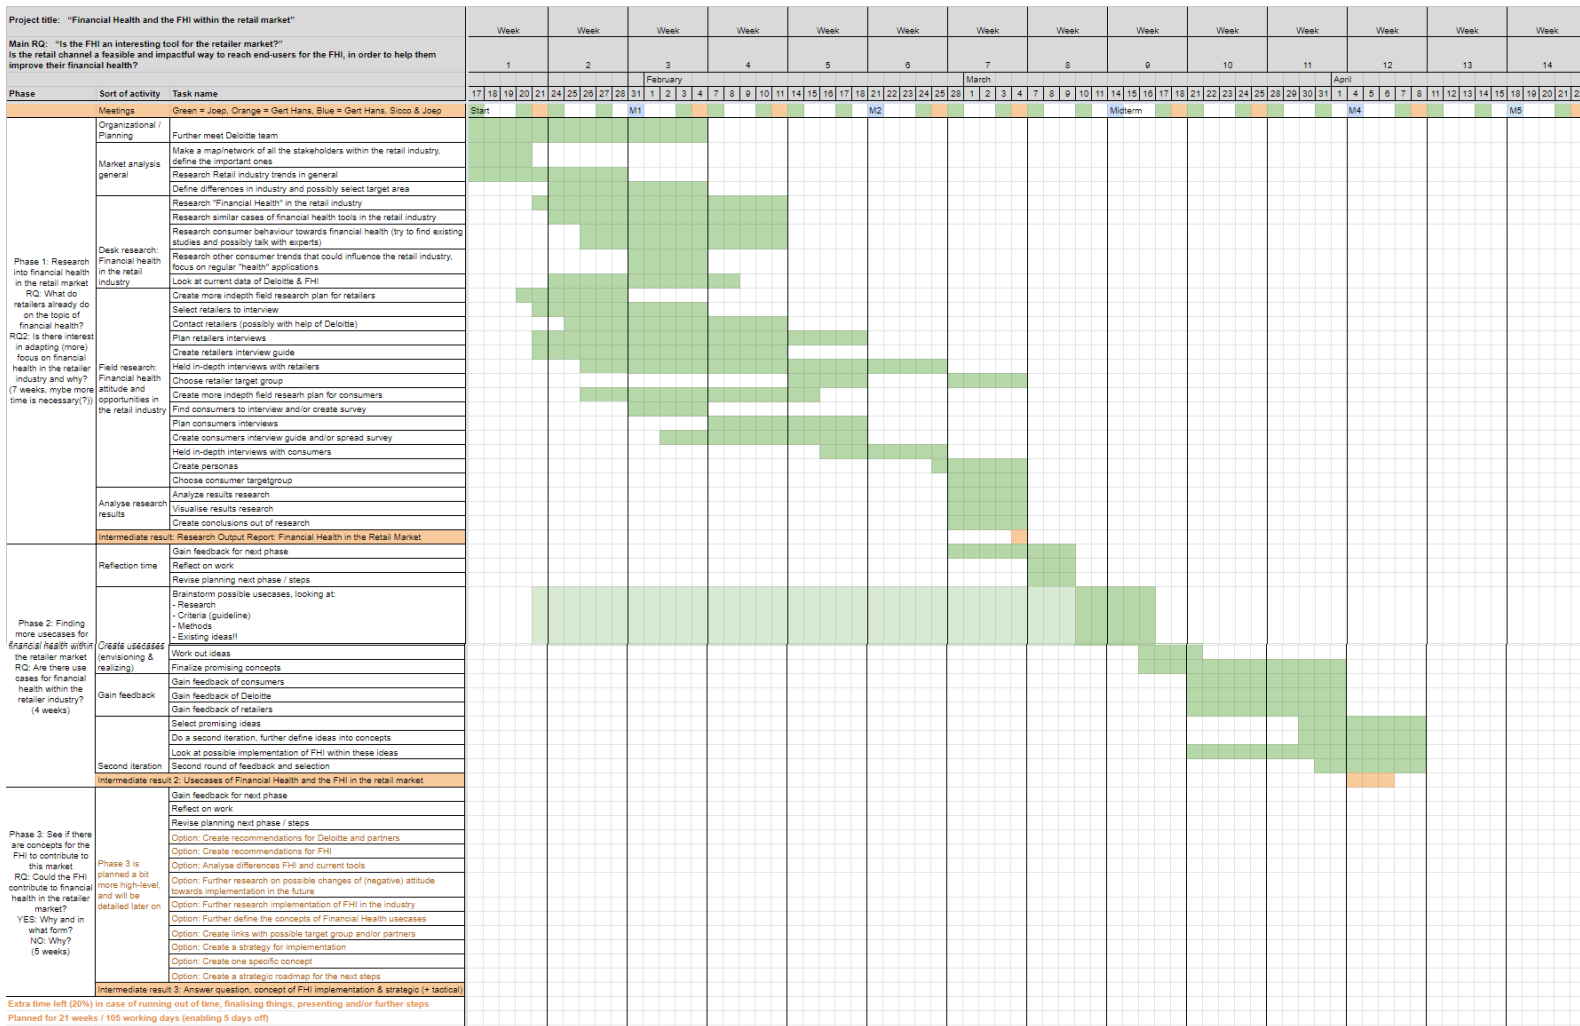 Project title: “Financial Health and the FHI within the retail market”
Main RQ: “Is the FHI an interesting tool for the retailer market?”
Is the retail channel a feasible and impactful way to reach end-users for the FHI, in order to help them
improve their financial health?
Week Week Week Week Week Week Week Week Week Week Week Week Week Week
1 2 3 4 5 6 7 8 9 10 11 12 13 14
February March April
Phase Sort of activity Task name
17 18 19 20 21 24 25 26 27 28 31 1 2 3 4 7 8 9 10 11 14 15 16 17 18 21 22 23 24 25 28 1 2 3 4 7 8 9 10 11 14 15 16 17 18 21 22 23 24 25 28 29 30 31 1 4 5 6 7 8 11 12 13 14 15 18 19 20 21
Meetings Green = Joep, Orange = Gert Hans, Blue = Gert Hans, Sicco & Joep
Start M1 M2 Midterm M4 M5
Phase 1: Research
into financial health
in the retail market
RQ: What do
retailers already do
on the topic of
financial health?
RQ2: Is there interest
in adapting (more)
focus on financial
health in the retailer
industry and why?
(7 weeks, mybe more
time is necessary(?))
Organizational /
Planning
Further meet Deloitte team
Market analysis
general
Make a map/network of all the stakeholders within the retail industry,
define the important ones
Research Retail industry trends in general
Define differences in industry and possibly select target area
Desk research:
Financial health
in the retail
industry
Research "Financial Health" in the retail industry
Research similar cases of financial health tools in the retail industry
Research consumer behaviour towards financial health (try to find existing
studies and possibly talk with experts)
Research other consumer trends that could influence the retail industry,
focus on regular "health" applications
Look at current data of Deloitte & FHI
Field research:
Financial health
attitude and
opportunities in
the retail industry
Create more indepth field research plan for retailers
Select retailers to interview
Contact retailers (possibly with help of Deloitte)
Plan retailers interviews
Create retailers interview guide
Held in-depth interviews with retailers
Choose retailer target group
Create more indepth field researh plan for consumers
Find consumers to interview and/or create survey
Plan consumers interviews
Create consumers interview guide and/or spread survey
Held in-depth interviews with consumers
Create personas
Choose consumer targetgroup
Analyse research
results
Analyze results research
Visualise results research
Create conclusions out of research
Intermediate result: Research Output Report: Financial Health in the Retail Market
Phase 2: Finding
more usecases for
financial health within
the retailer market
RQ: Are there use
cases for financial
health within the
retailer industry?
(4 weeks)
Reflection time
Gain feedback for next phase
Reflect on work
Revise planning next phase / steps
Create usecases
(envisioning &
realizing)
Brainstorm possible usecases, looking at:
- Research
- Criteria (guideline)
- Methods
- Existing ideas!!
Work out ideas
Finalize promising concepts
Gain feedback
Gain feedback of consumers
Gain feedback of Deloitte
Gain feedback of retailers
Second iteration
Select promising ideas
Do a second iteration, further define ideas into concepts
Look at possible implementation of FHI within these ideas
Second round of feedback and selection
Intermediate result 2: Usecases of Financial Health and the FHI in the retail market
Phase 3: See if there
are concepts for the
FHI to contribute to
this market
RQ: Could the FHI
contribute to financial
health in the retailer
market?
YES: Why and in
what form?
NO: Why?
(5 weeks)
Phase 3 is
planned a bit
more high-level,
and will be
detailed later on
Gain feedback for next phase
Reflect on work
Revise planning next phase / steps
Option: Create recommendations for Deloitte and partners
Option: Create recommendations for FHI
Option: Analyse differences FHI and current tools
Option: Further research on possible changes of (negative) attitude
towards implementation in the future
Option: Further research implementation of FHI in the industry
Option: Further define the concepts of Financial Health usecases
Option: Create links with possible target group and/or partners
Option: Create a strategy for implementation
Option: Create one specific concept
Option: Create a strategic roadmap for the next steps
Intermediate result 3: Answer question, concept of FHI implementation & strategic (+ tactical)
Extra time left (20%) in case of running out of time, finalising things, presenting and/or further steps
Planned for 21 weeks / 105 working days (enabling 5 days off)